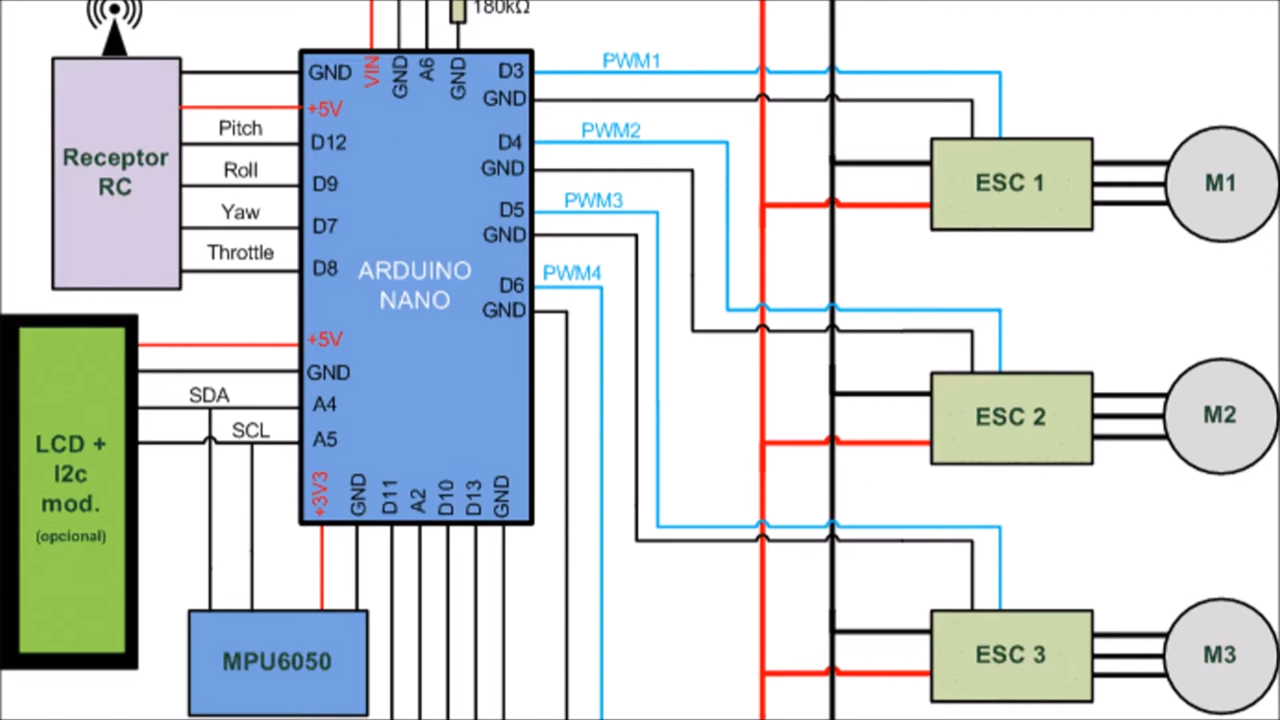 180kΩ
GND
VIN
GND
A6
GND
D3
PWM1
GND
+5V
Pitch
D12
D4
PWM2
GND
Receptor
RC
Roll
D9
D5
PWM3
GND
Yaw
D7
Throttle
D8
ARDUINO
NANO
D6
PWM4
GND
ESC 1
M1
+5V
GND
SDA
A4
SCL
A5
LCD +
I2c
mod.
(opcional)
+3V3
GND
D11
A2
D10
D13
GND
ESC 2
M2
MPU6050
ESC 3
M3